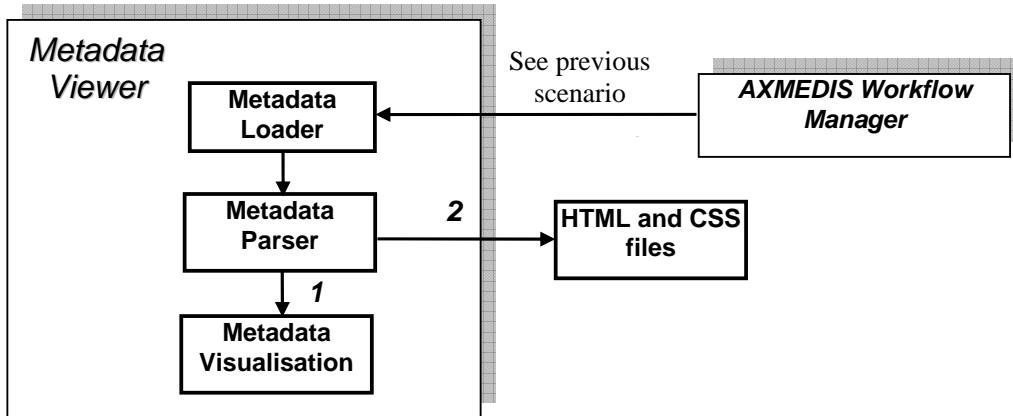 Metadata
Viewer
Metadata
Loader
See previous
scenario
AXMEDIS Workflow
Manager
Metadata
Parser
2
HTML and CSS
files
1
Metadata
Visualisation